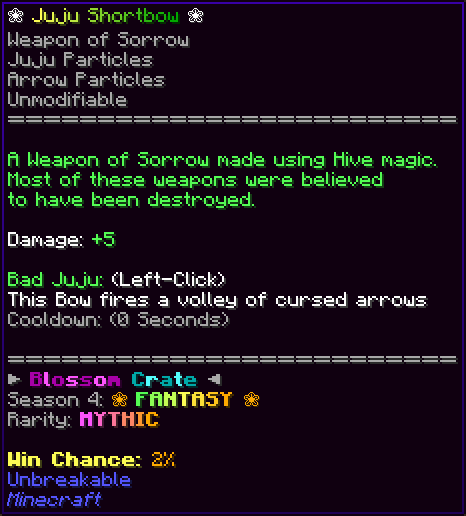 ❀ Juju Shortbow ❀
Weapon of Sorrow
Juju Particles
Arrow Particles
Unmodifiable
=========================
A Weapon of Sorrow made using Hive magic.
Most of these weapons were believed
to have been destroyed.
Damage: +5
Bad Juju: (Left-Click)
This Bow fires a volley of cursed arrows
Cooldown: (0 Seconds)
=========================
► Blossom Crate ◄
Season 4: ❀ FANTASY ❀
Rarity: MYTHIC
Win Chance: 2%
Unbreakable
Minecraft